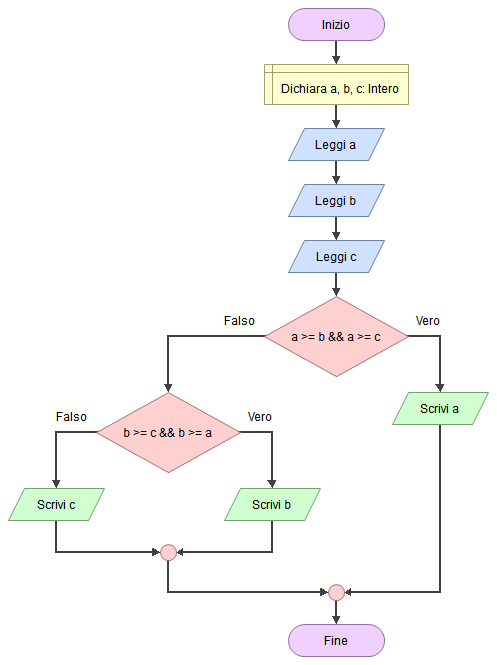 Inizio
Dichiara a, b, c: Intero
Leggi a
Leggi b
Leggi c
Falso
a >= b && a >= c
Vero
Falso
b >= c && b >= a
Vero
Scrivi a
Scrivi c
Scrivi b
Fine